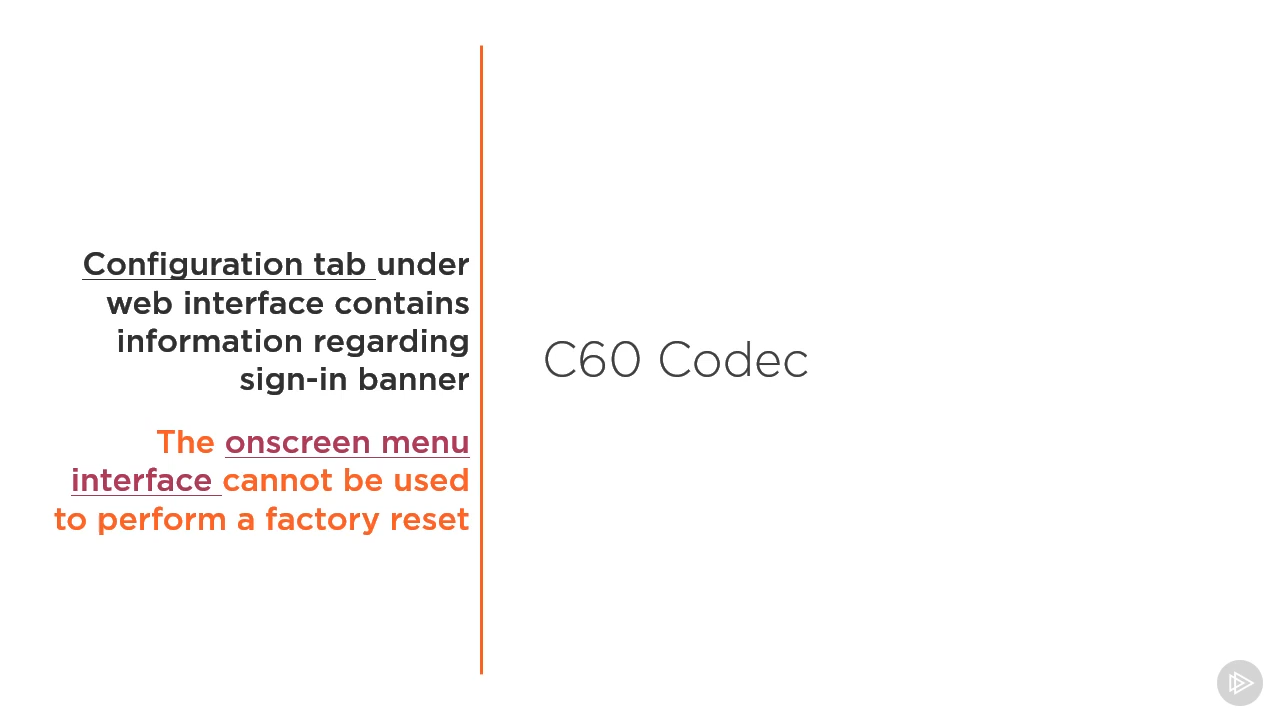 Configuration tab under
web interface contains
information regarding
sign-in banner
The onscreen menu
interface cannot be used
to perform a factory reset
C60 Codec